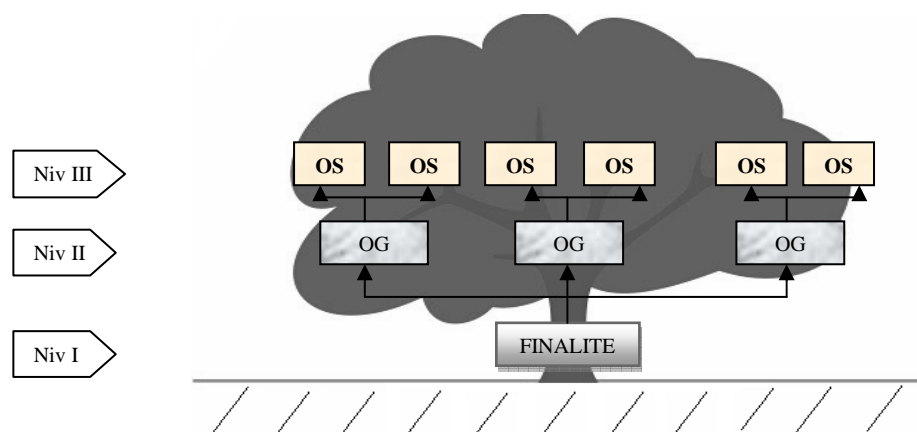 Niv III
OS OS OS OS OS OS
Niv II
OG OG OG
Niv I
FINALITE